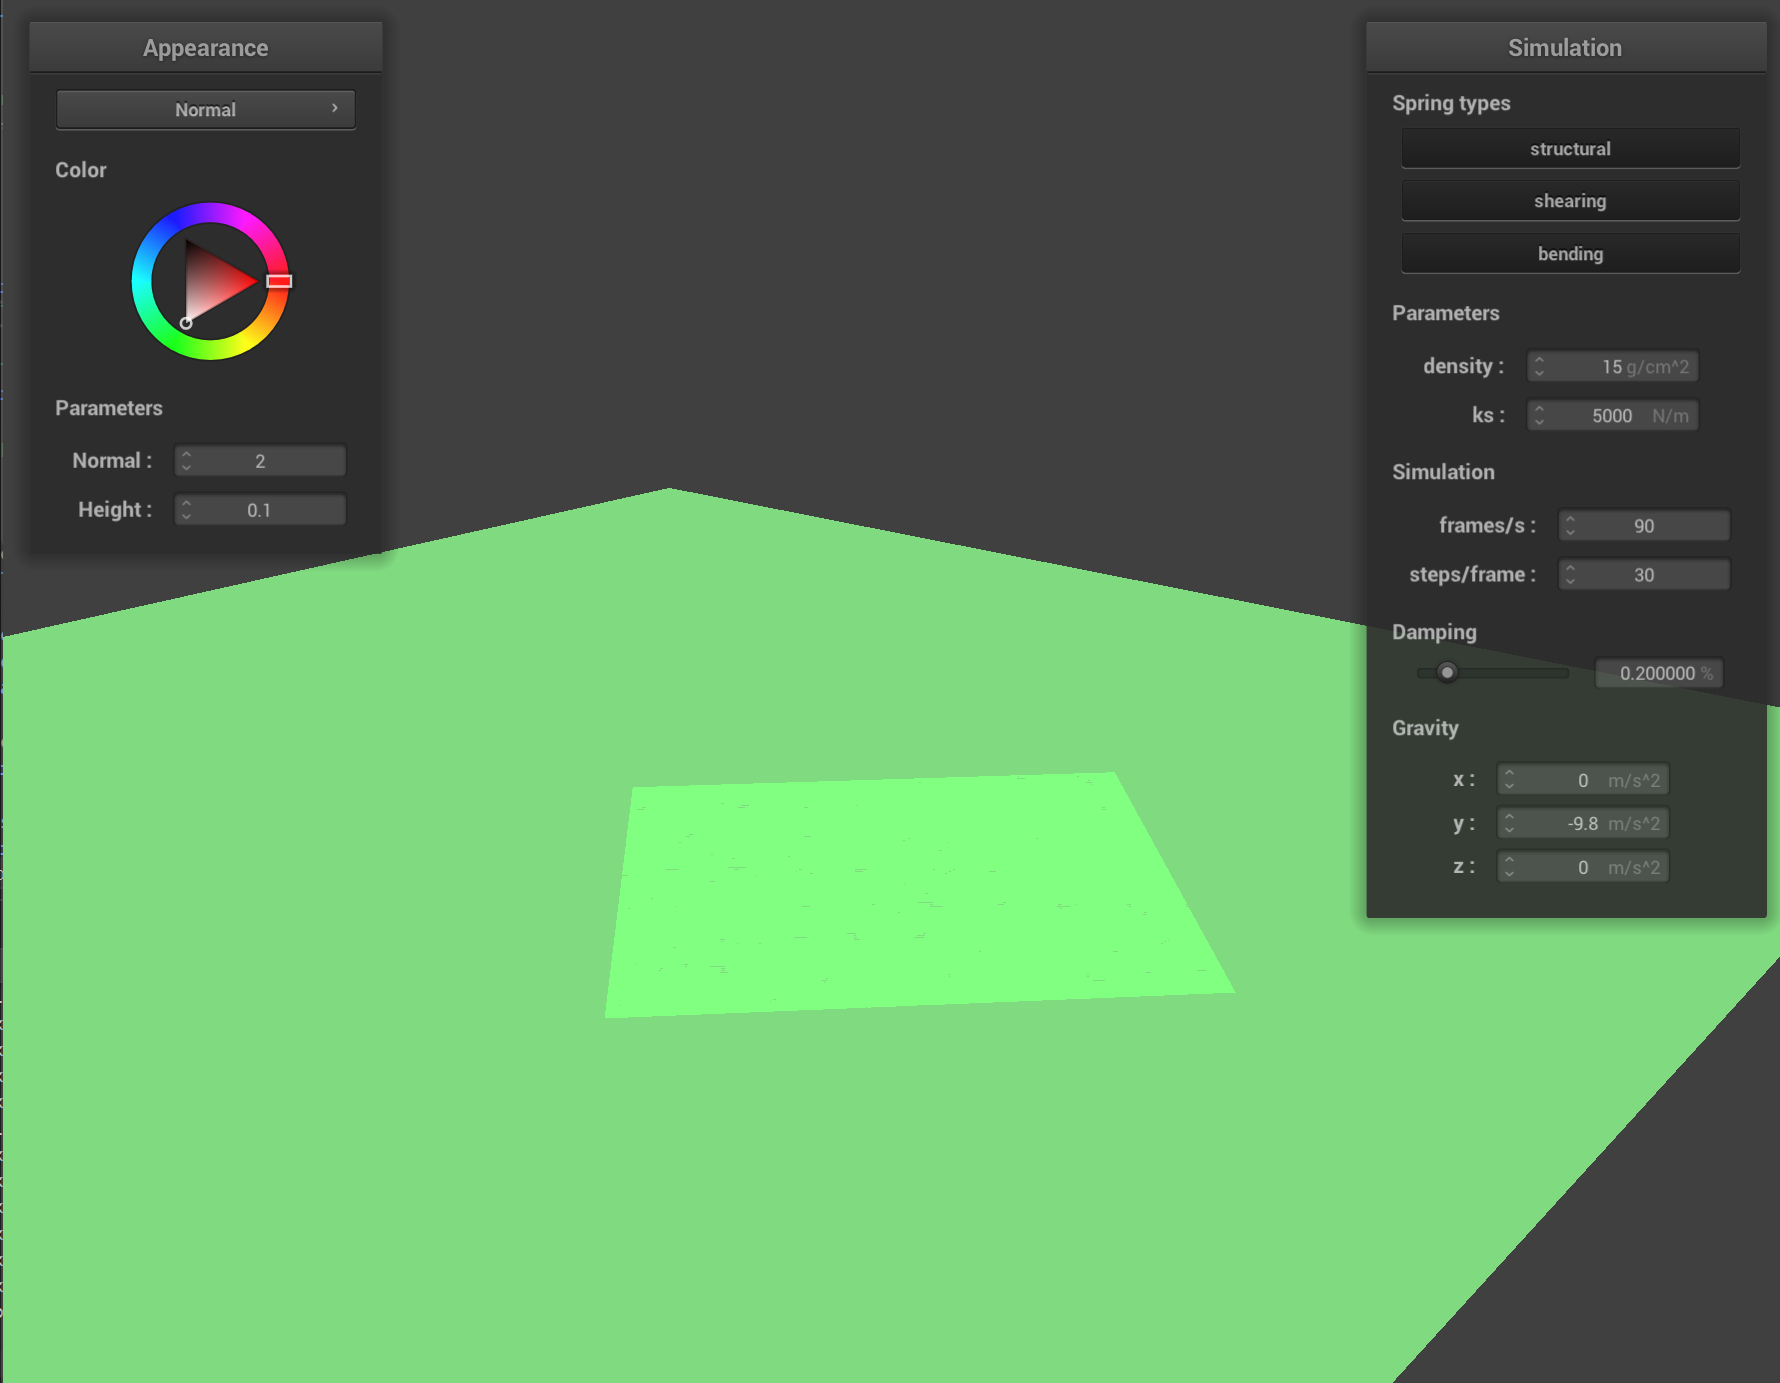 Appearance
Normal
Color
Parameters
Normal : 2
Height : 0.1
Simulation
Spring types
structural
shearing
bending
Parameters
density : 15 g/cm^2
ks : 5000 N/m
Simulation
frames/s : 90
steps/frame : 30
Damping
0.200000 %
Gravity
x : 0 m/s^2
y : -9.8 m/s^2
z : 0 m/s^2